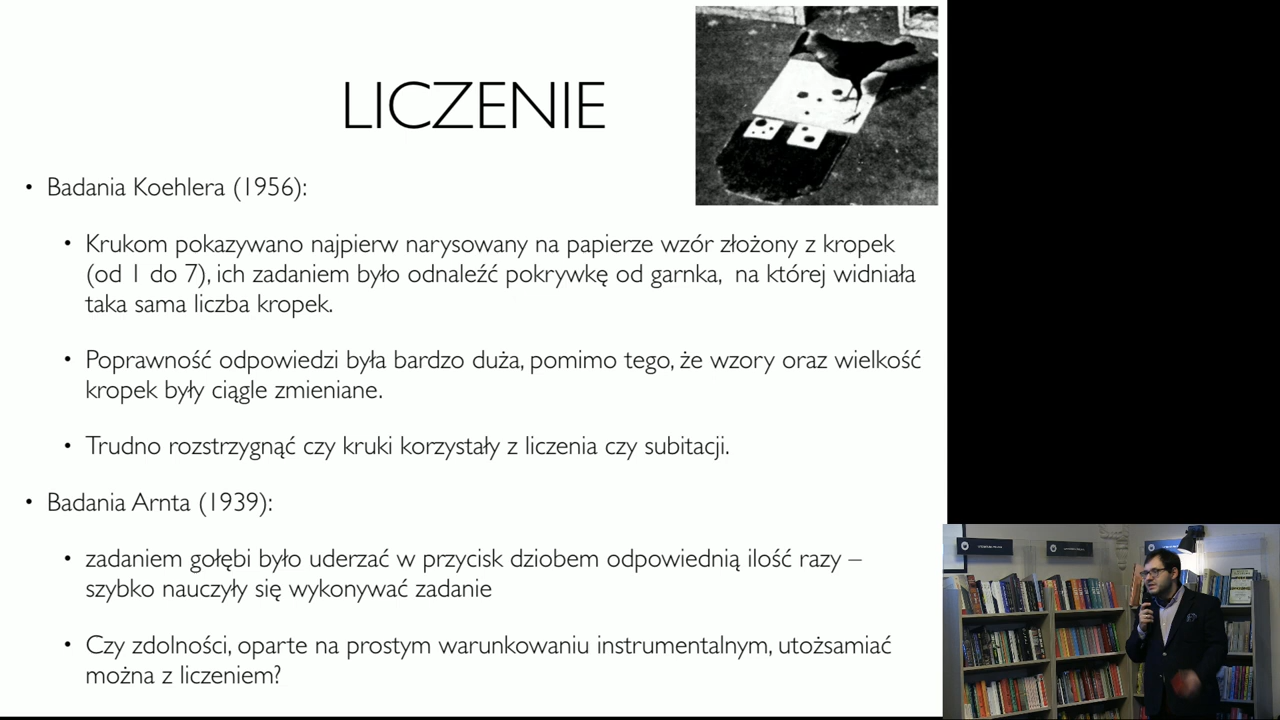 LICZENIE
• Badania Koehlera (1956):
• Krukom pokazywano najpierw narysowany na papierze wzór złożony z kropek
(od 1 do 7), ich zadaniem było odnaleźć pokrywkę od garnka, na której widniała
taka sama liczba kropek.
• Poprawność odpowiedzi była bardzo duża, pomimo tego, że wzory oraz wielkość
kropek były ciągle zmieniane.
• Trudno rozstrzygnąć czy kruki korzystały z liczenia czy subitacji.
• Badania Arnta (1939):
• zadaniem gołębi było uderzać w przycisk dziobem odpowiednią ilość razy –
szybko nauczyły się wykonywać zadanie
• Czy zdolności, oparte na prostym warunkowaniu instrumentalnym, utożsamiać
można z liczeniem?